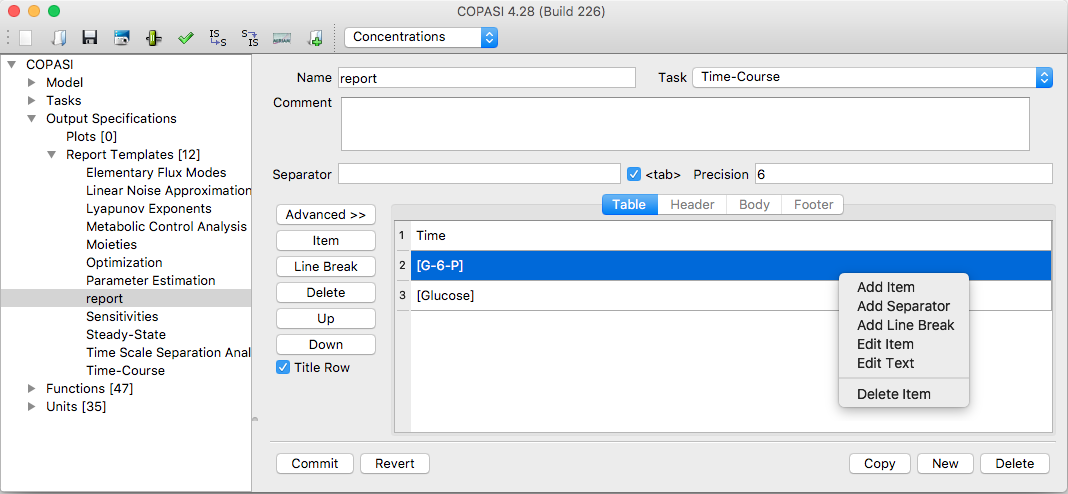 COPASI 4.28 (Build 226)
IS S S IS Concentrations
COPASI
Model
Tasks
Output Specifications
Plots [0]
Report Templates [12]
Elementary Flux Modes
Linear Noise Approximation
Lyapunov Exponents
Metabolic Control Analysis
Moieties
Optimization
Parameter Estimation
report
Sensitivities
Steady-State
Time Scale Separation Anal
Time-Course
Functions [47]
Units [35]
Name report Task Time-Course
Comment
Separator <tab> Precision 6
Table Header Body Footer
Advanced >>
Item
Line Break
Delete
Up
Down
Title Row
1 Time
2 [G-6-P]
3 [Glucose]
Add Item
Add Separator
Add Line Break
Edit Item
Edit Text
Delete Item
Commit Revert Copy New Delete